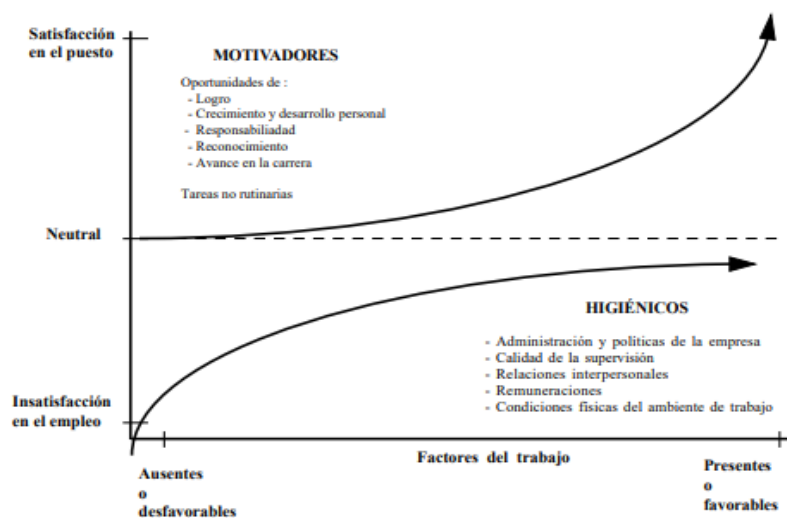 Satisfacción
en el puesto
MOTIVADORES
Oportunidades de :
- Logro
- Crecimiento y desarrollo personal
- Responsabiliadad
- Reconocimiento
- Avance en la carrera
Tareas no rutinarias
Neutral
HIGIÉNICOS
- Administración y políticas de la empresa
- Calidad de la supervisión
- Relaciones interpersonales
- Remuneraciones
- Condiciones físicas del ambiente de trabajo
Insatisfacción
en el empleo
Factores del trabajo
Ausentes
o
desfavorables
Presentes
o
favorables